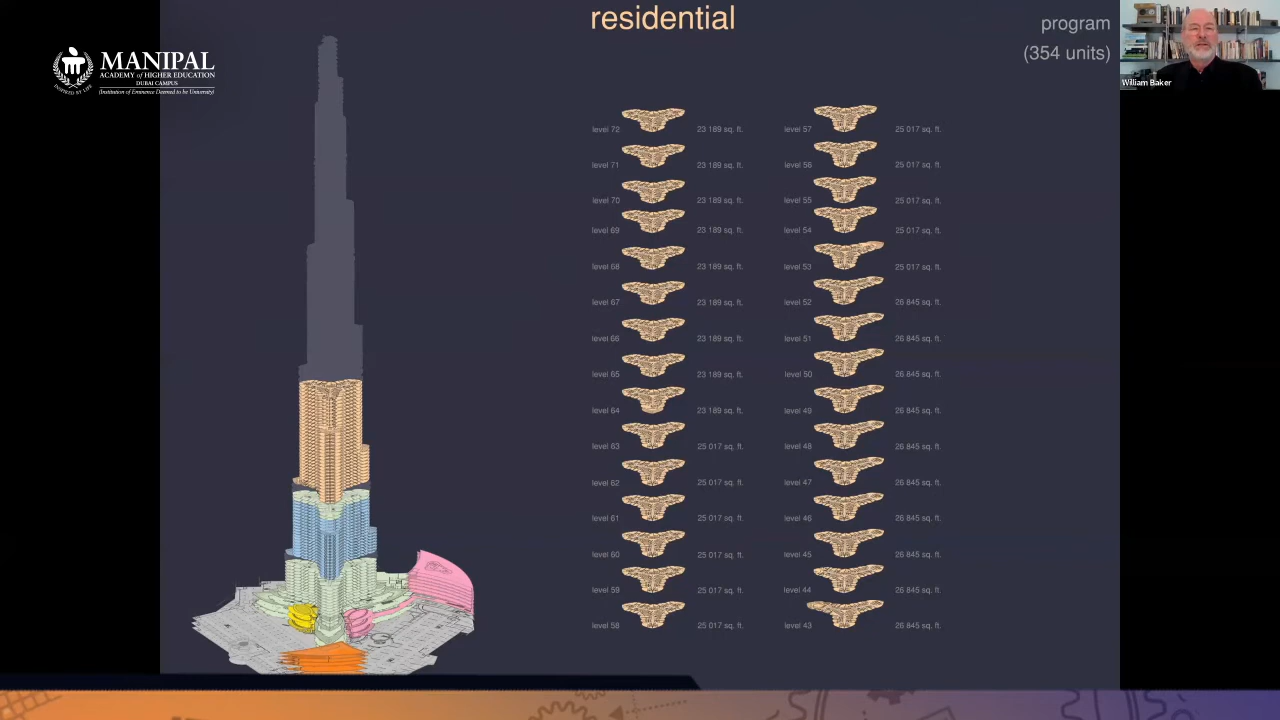 residential
program
(354 units)
William Baker
MANIPAL
ACADEMY of HIGHER EDUCATION
DUBAI CAMPUS
(Institution of Eminence Deemed to be University)
INSPIRED BY LIFE
level 72 23 189 sq. ft. level 57 25 017 sq. ft.
level 71 23 189 sq. ft. level 56 25 017 sq. ft.
level 70 23 189 sq. ft. level 55 25 017 sq. ft.
level 69 23 189 sq. ft. level 54 25 017 sq. ft.
level 68 23 189 sq. ft. level 53 25 017 sq. ft.
level 67 23 189 sq. ft. level 52 26 845 sq. ft.
level 66 23 189 sq. ft. level 51 26 845 sq. ft.
level 65 23 189 sq. ft. level 50 26 845 sq. ft.
level 64 23 189 sq. ft. level 49 26 845 sq. ft.
level 63 25 017 sq. ft. level 48 26 845 sq. ft.
level 62 25 017 sq. ft. level 47 26 845 sq. ft.
level 61 25 017 sq. ft. level 46 26 845 sq. ft.
level 60 25 017 sq. ft. level 45 26 845 sq. ft.
level 59 25 017 sq. ft. level 44 26 845 sq. ft.
level 58 25 017 sq. ft. level 43 26 845 sq. ft.